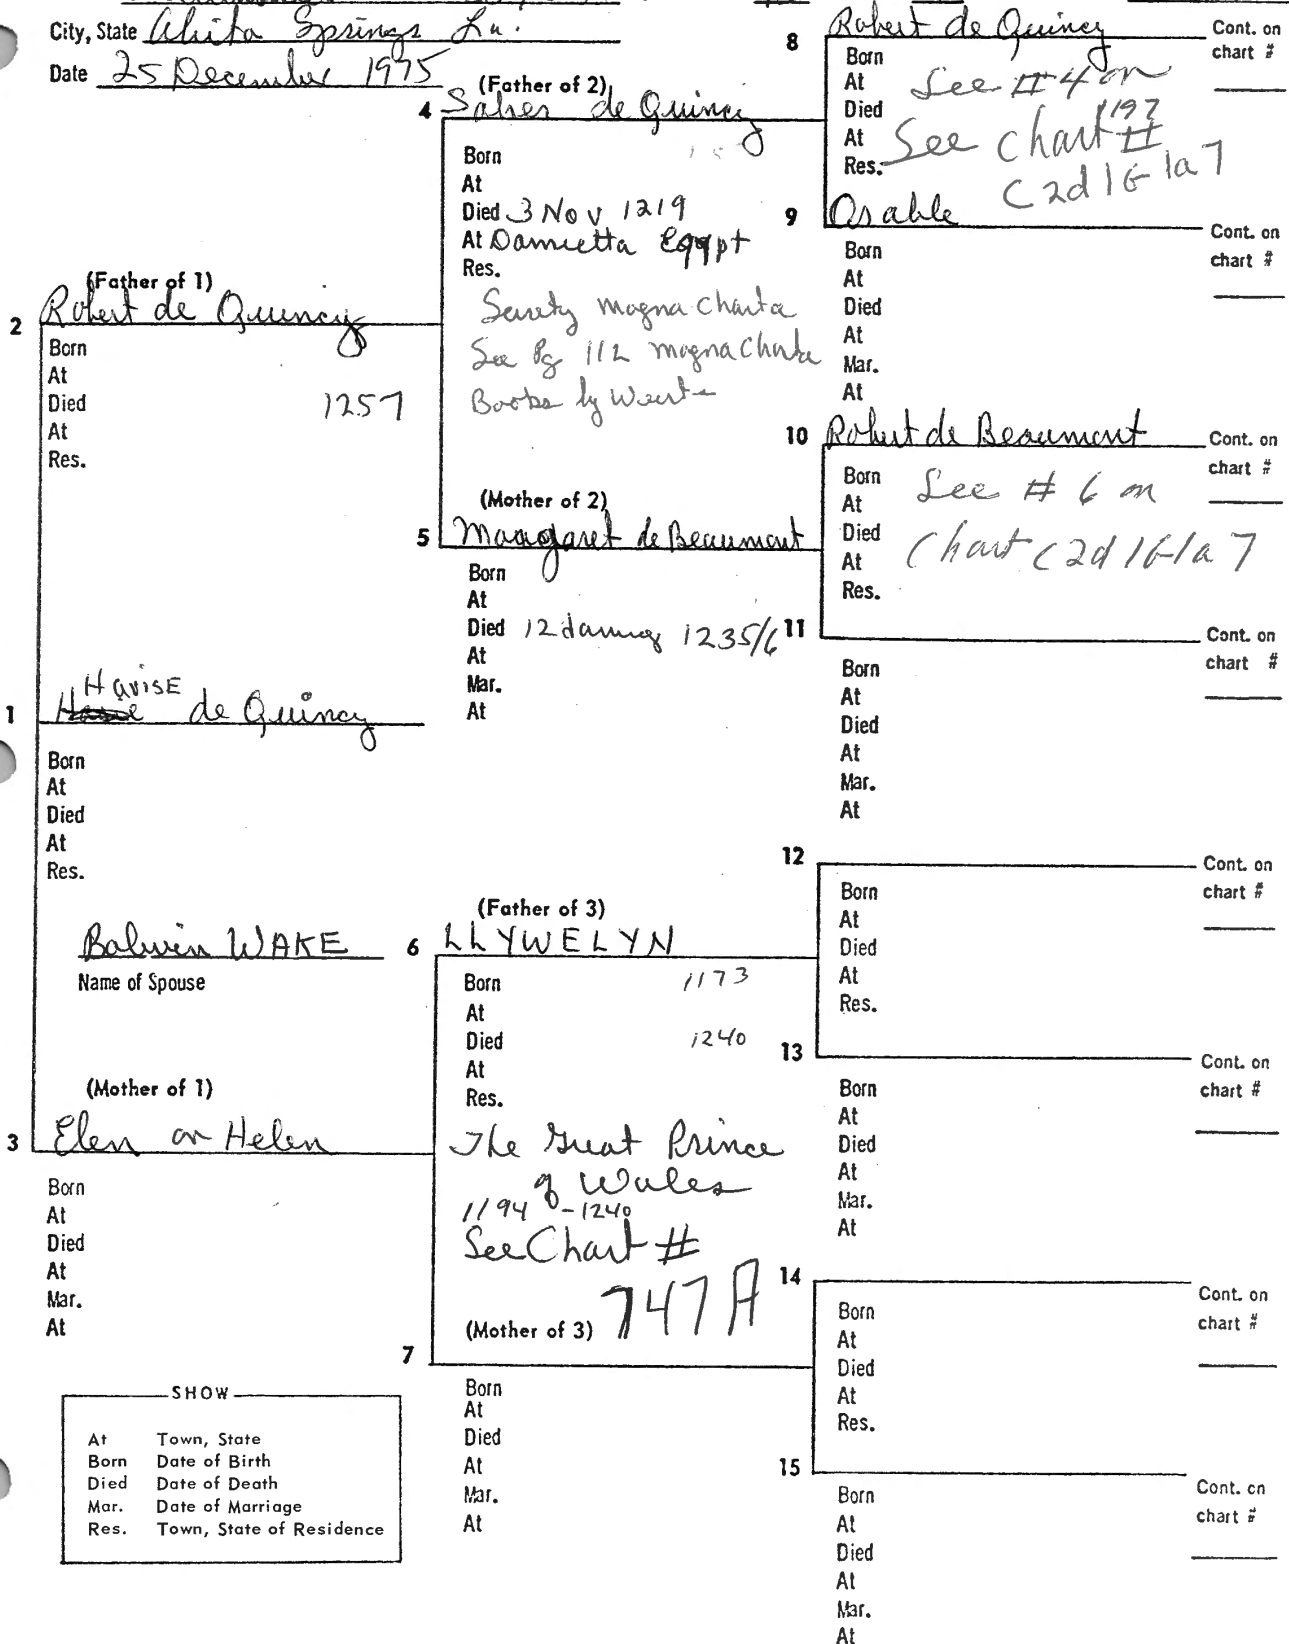 City, State Abita Springs La.
Date 25 December 1975
(Father of 2)
4 Saher de Quincy
Born
At
Died 3 Nov 1219
At Damietta Egypt
Res.
Surety Magna Charta
See Pg 112 Magna Charta
Books by Wurts
8 Robert de Quincy
Cont. on
chart #
Born
At See #4 on
Died 1197
At See chart #
Res. C2d1G1a7
9 Orable
Cont. on
chart #
Born
At
Died
At
Mar.
At
(Father of 1)
2 Robert de Quincy
Born
At
Died 1257
At
Res.
10 Robert de Beaumont
Cont. on
chart #
Born See # 6 on
At
Died Chart C2d1G1a7
At
Res.
(Mother of 2)
5 Maragaret de Beaumont
Born
At
Died 12 January 1235/6
At
Mar.
At
11
Cont. on
chart #
Born
At
Died
At
Mar.
At
HavisE
1 de Quincy
Born
At
Died
At
Res.
Balwin WAKE
Name of Spouse
12
Cont. on
chart #
Born
At
Died
At
Res.
(Father of 3)
6 LLYWELYN
Born 1173
At
Died 1240
At
Res.
The Great Prince
of Wales
1194-1240
See Chart #
747A
13
Cont. on
chart #
Born
At
Died
At
Mar.
At
(Mother of 1)
3 Elen or Helen
Born
At
Died
At
Mar.
At
14
Cont. on
chart #
Born
At
Died
At
Res.
(Mother of 3)
7
Born
At
Died
At
Mar.
At
15
Cont. on
chart #
Born
At
Died
At
Mar.
At
SHOW
At Town, State
Born Date of Birth
Died Date of Death
Mar. Date of Marriage
Res. Town, State of Residence